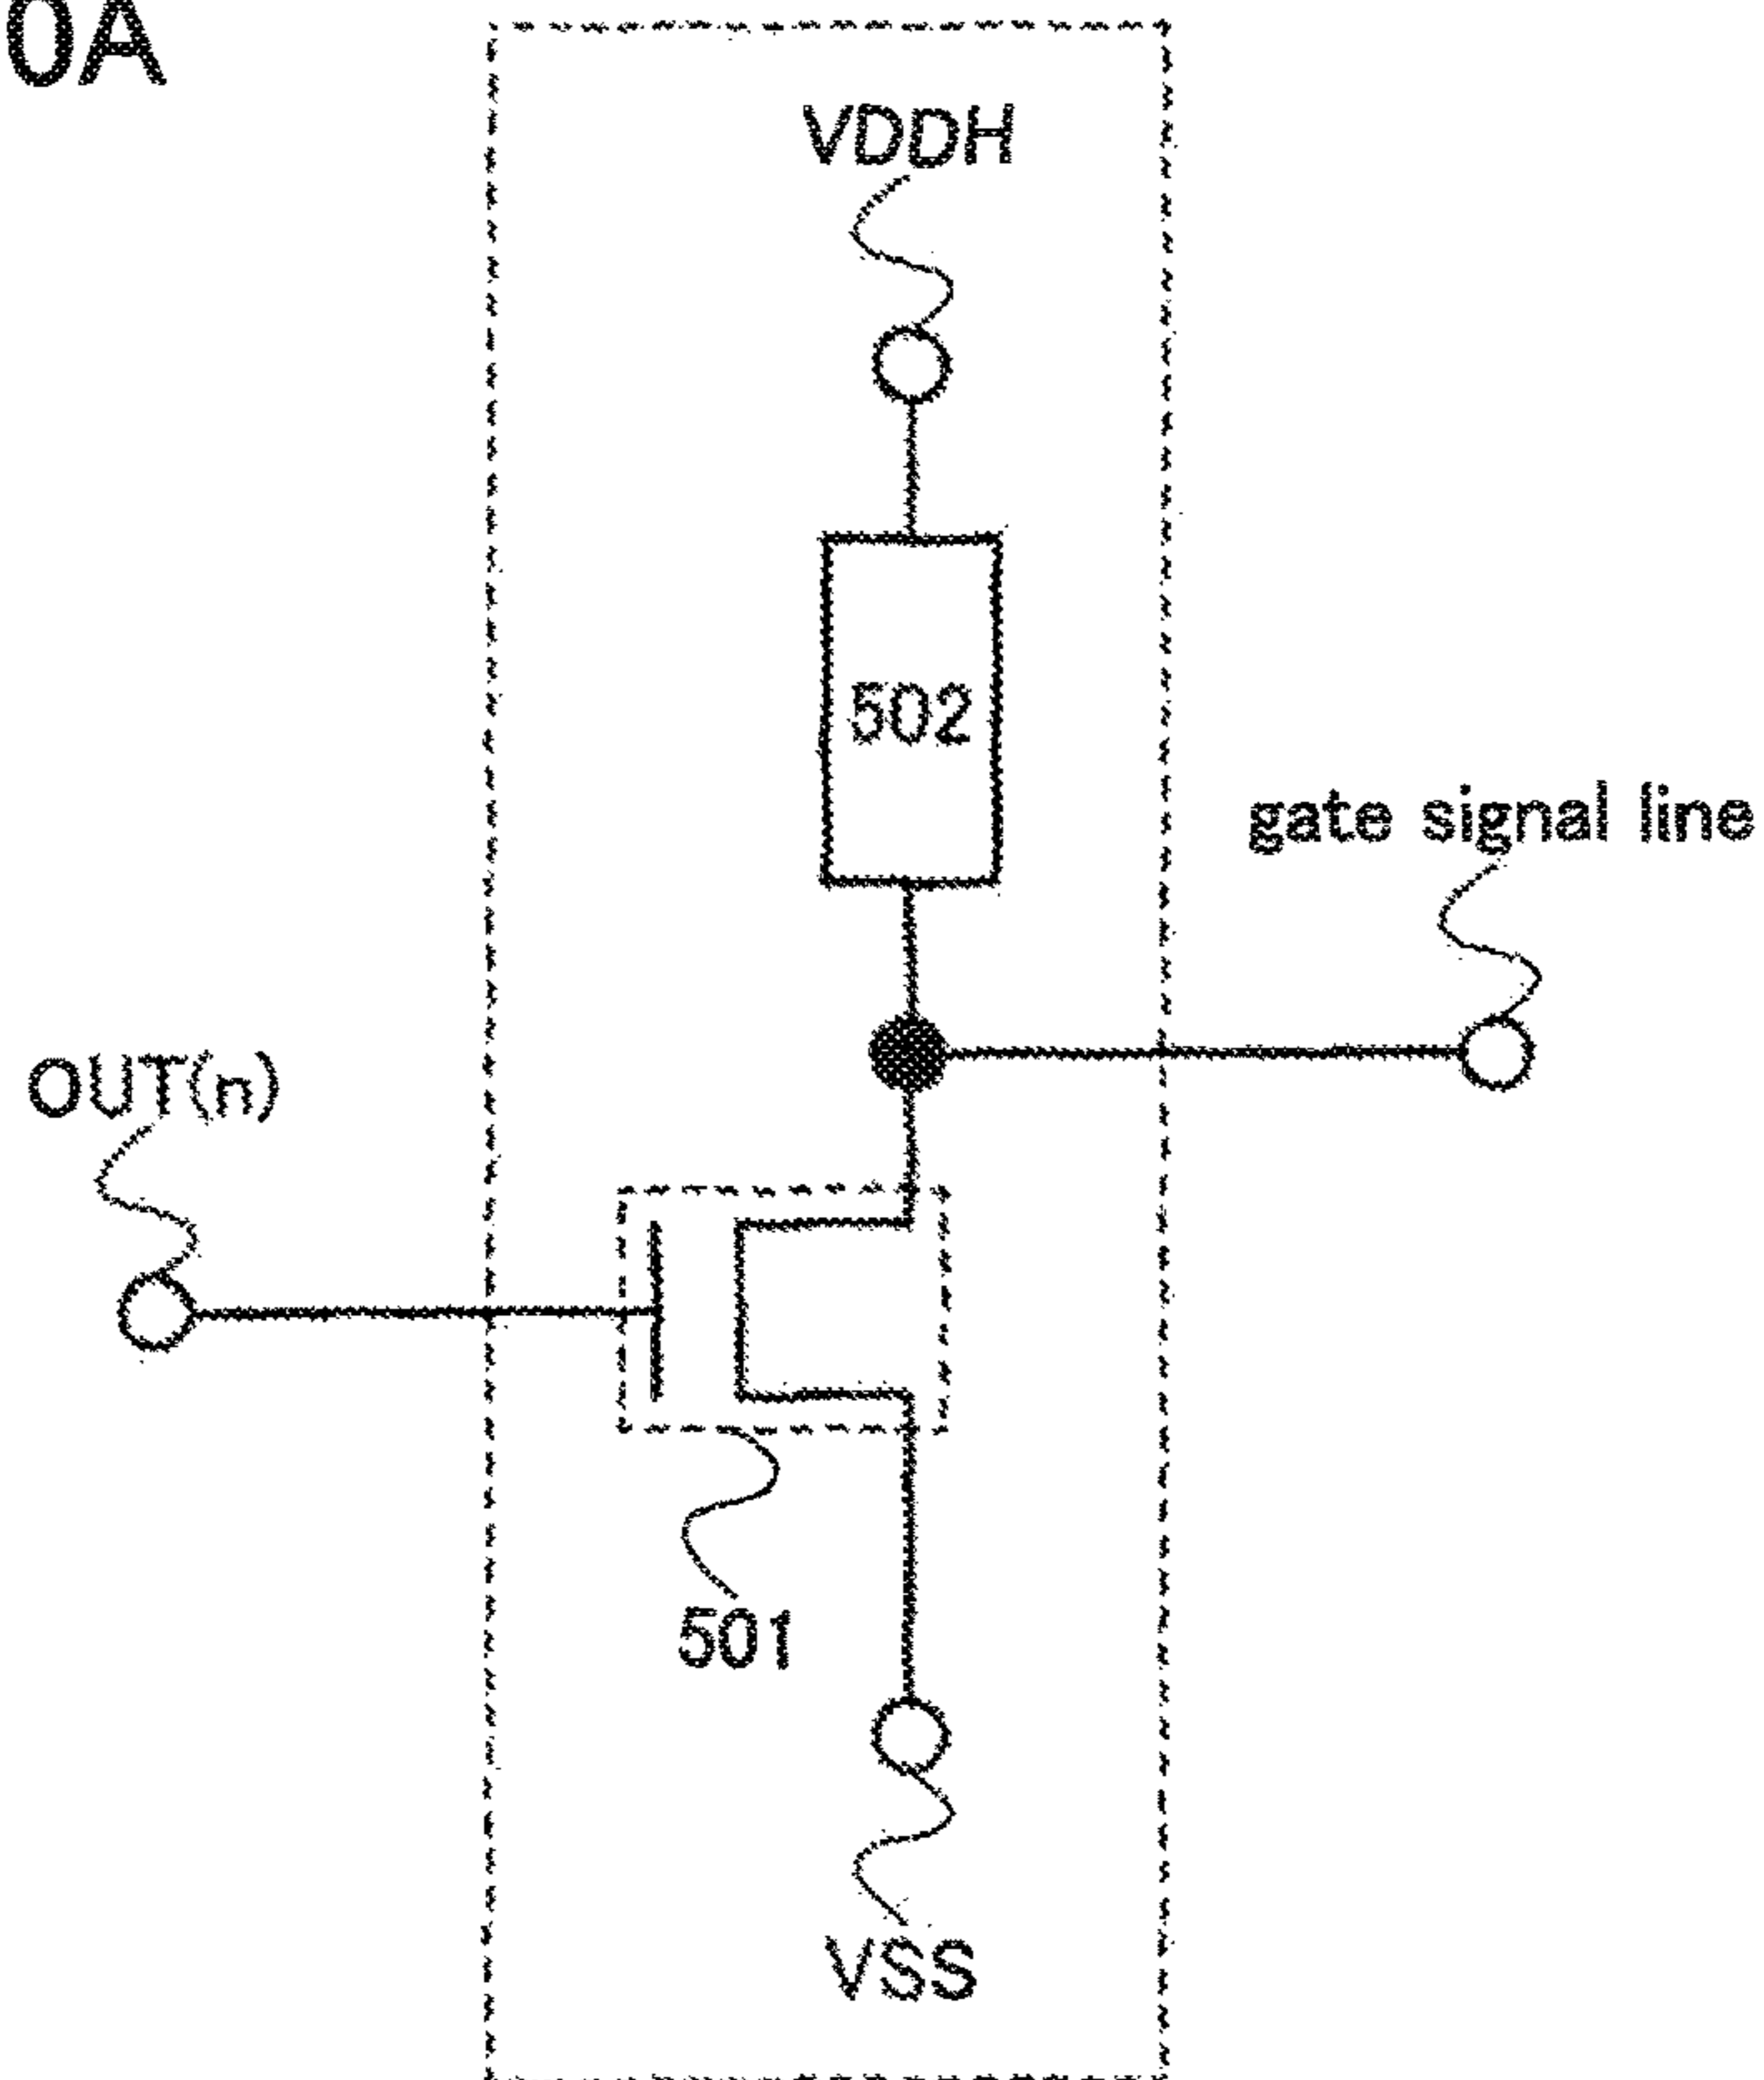 0A
VDDH
502
gate signal line
OUT(n)
501
VSS